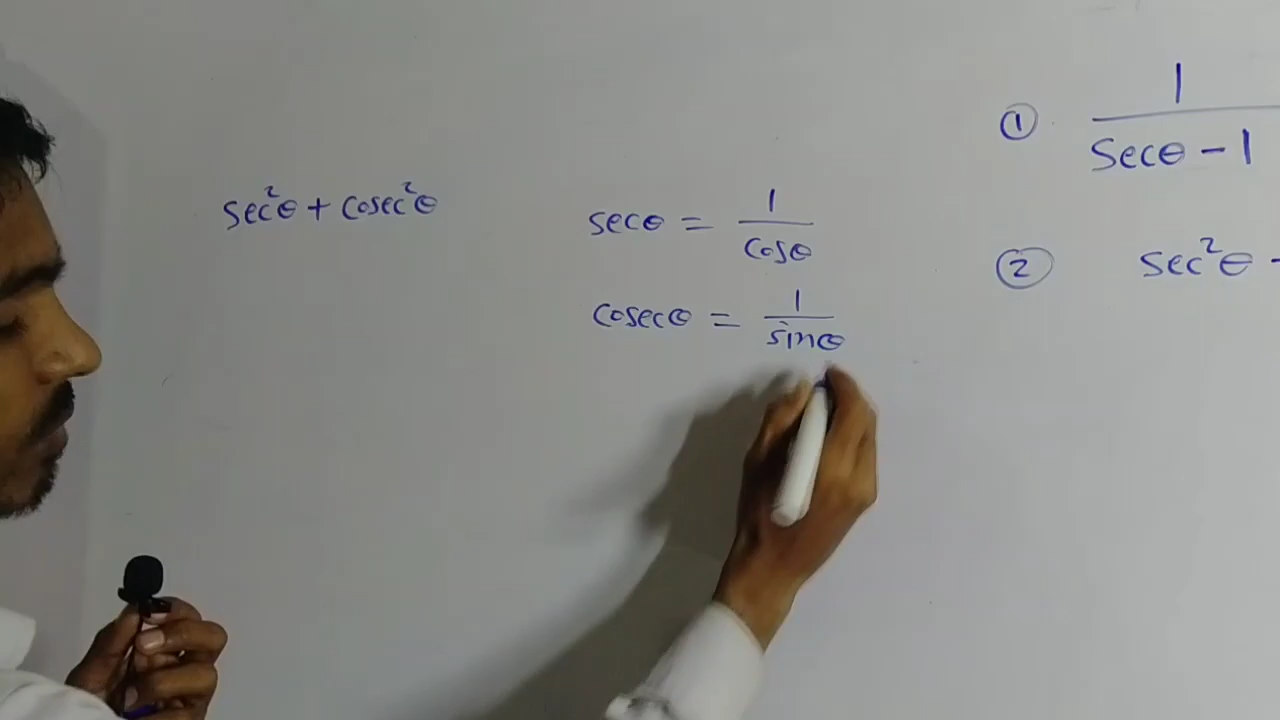 sec²θ + cosec²θ
secθ = 1/cosθ
cosecθ = 1/sinθ
① 1/(secθ - 1
② sec²θ -